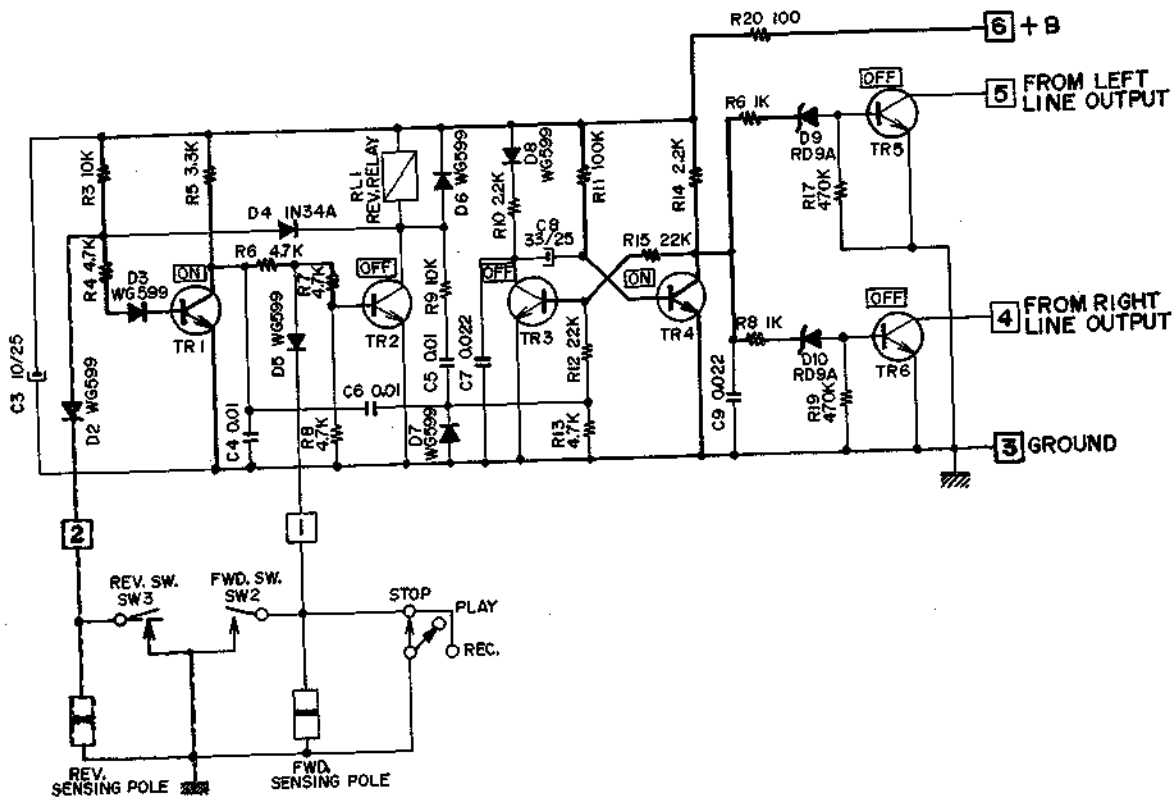 R20 100
6 +B
OFF
5 FROM LEFT
LINE OUTPUT
R6 1K
D9
RD9A
TR5
R17
470K
R3 10K
R5 3.3K
RL1
REV. RELAY
D6 WG599
D8
WG599
R10 2.2K
R11 100K
R14 2.2K
D4 1N34A
C8
33/25
R15 22K
R4 4.7K
D3
WG599
ON
R6 4.7K
R7
4.7K
OFF
R9 10K
OFF
ON
OFF
4 FROM RIGHT
LINE OUTPUT
TR1
TR2
TR3
TR4
R8 1K
D10
RD9A
TR6
R19
470K
C3 10/25
D2 WG599
D5 WG599
C4 0.01
C6 0.01
C5 0.01
C7 0.022
R12 22K
R8
4.7K
D7
WG599
R13
4.7K
C9 0.022
3 GROUND
2
1
REV. SW.
SW3
FWD. SW.
SW2
STOP
PLAY
REC.
REV.
SENSING POLE
FWD.
SENSING POLE